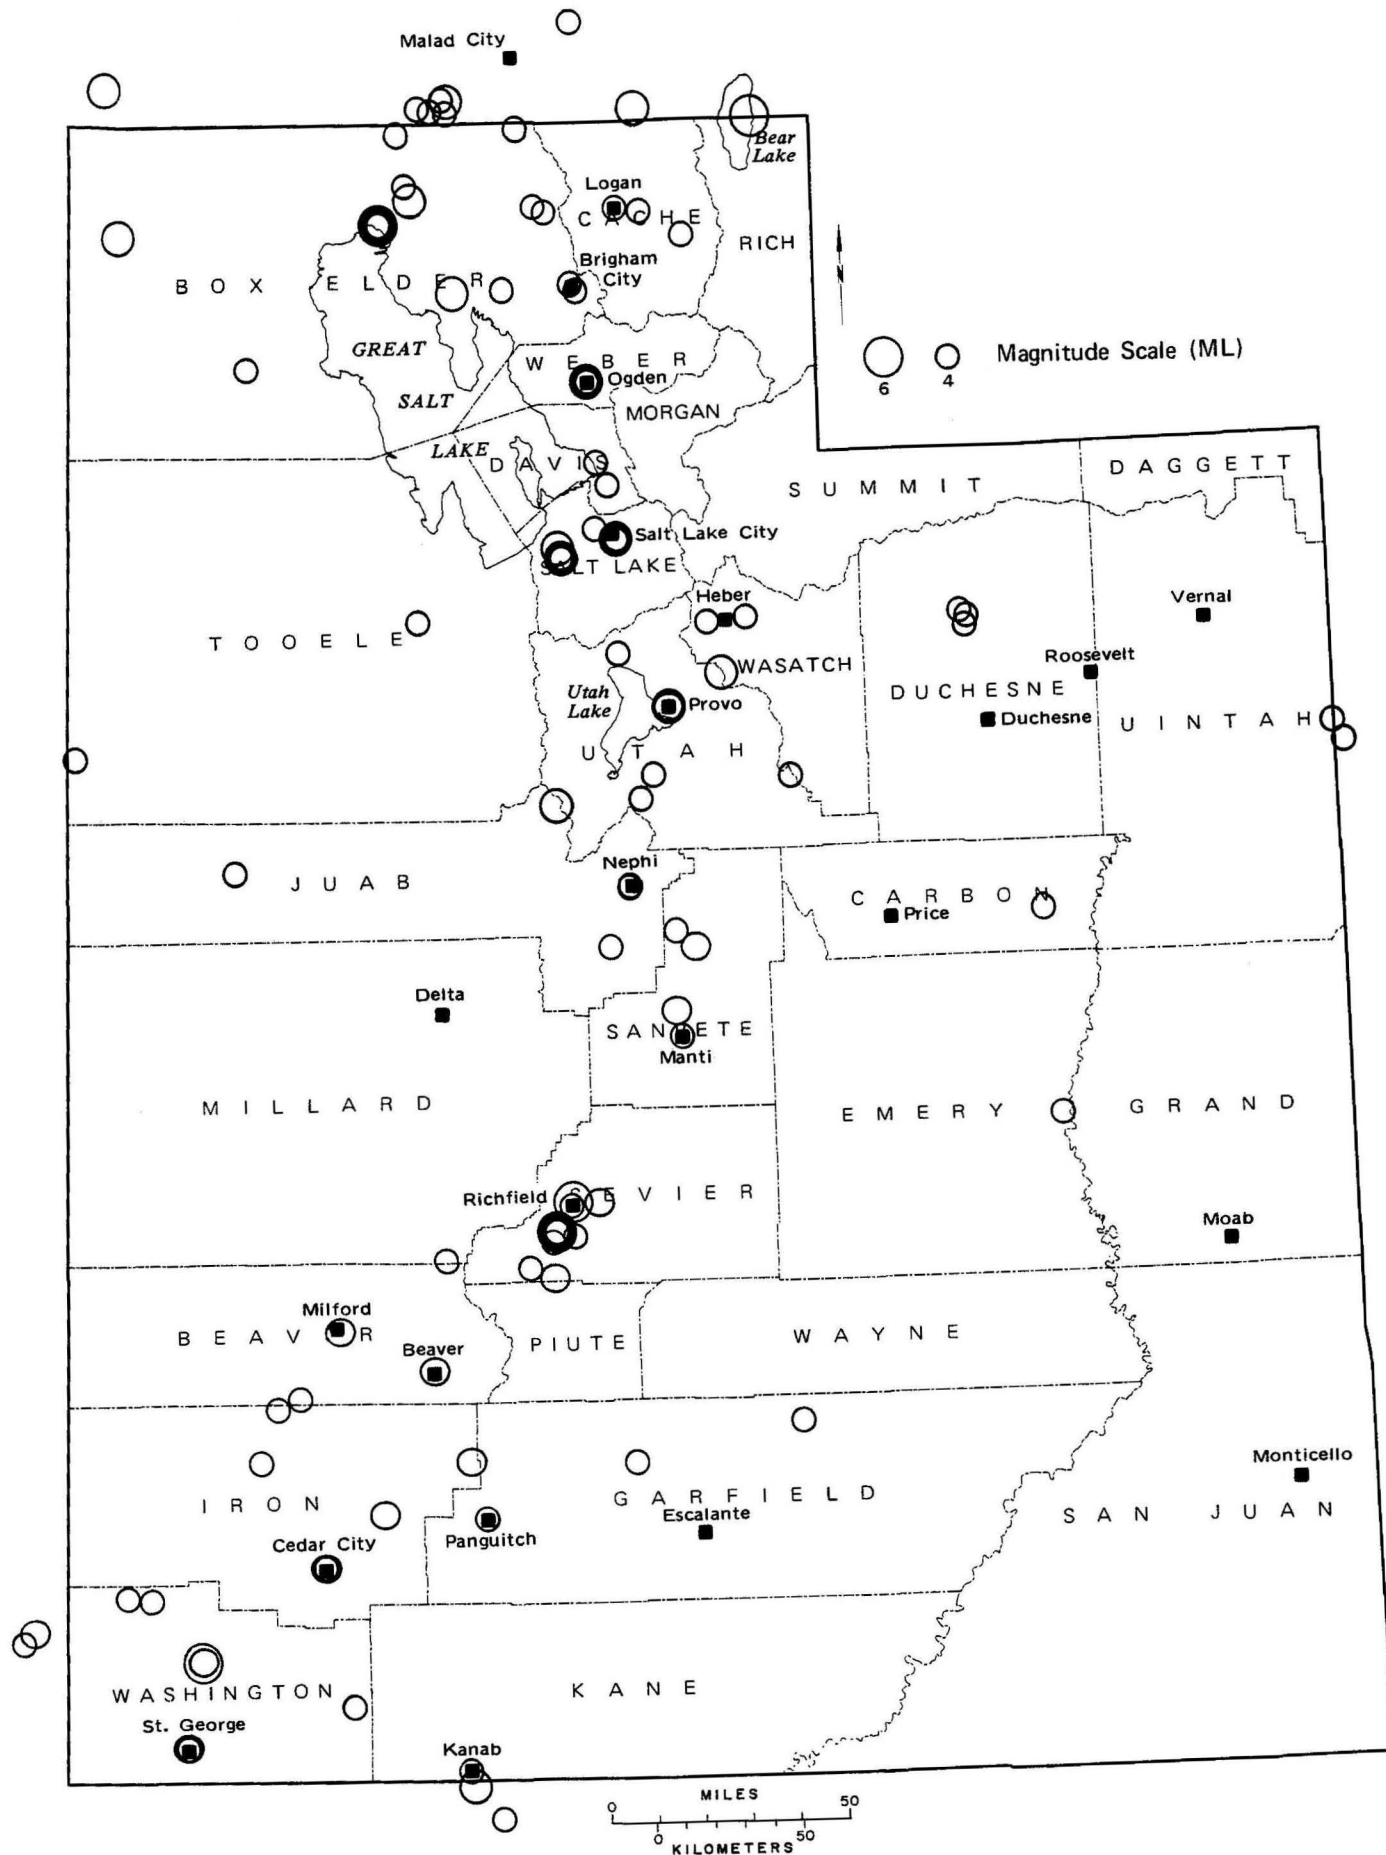 Malad City
Bear
Lake
Logan
CACHE
RICH
Brigham
City
BOX ELDER
GREAT
SALT
LAKE
WEBER
Ogden
MORGAN
6
4
Magnitude Scale (ML)
DAVIS
SUMMIT
DAGGETT
Salt Lake City
SALT LAKE
Heber
Vernal
TOOELE
WASATCH
Roosevelt
DUCHESNE
Utah
Lake
Provo
Duchesne
UINTAH
UTAH
Nephi
JUAB
CARBON
Price
Delta
SANPETE
Manti
MILLARD
EMERY
GRAND
Richfield
SEVIER
Moab
Milford
BEAVER
Beaver
PIUTE
WAYNE
Monticello
IRON
GARFIELD
Escalante
SAN JUAN
Cedar City
Panguitch
WASHINGTON
KANE
St. George
Kanab
MILES
0 50
0 50
KILOMETERS